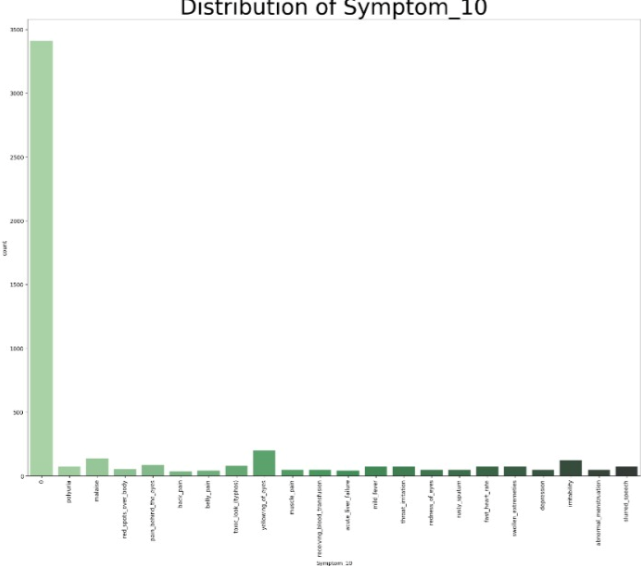 Distribution of Symptom_10
3500
3000
2500
2000
1500
1000
500
0
count
0
polyuria
malaise
red_spots_over_body
pain_behind_the_eyes
back_pain
belly_pain
toxic_look_(typhos)
yellowing_of_eyes
muscle_pain
receiving_blood_transfusion
acute_liver_failure
mild_fever
throat_irritation
redness_of_eyes
rusty_sputum
fast_heart_rate
swollen_extremeties
depression
irritability
abnormal_menstruation
slurred_speech
Symptom_10